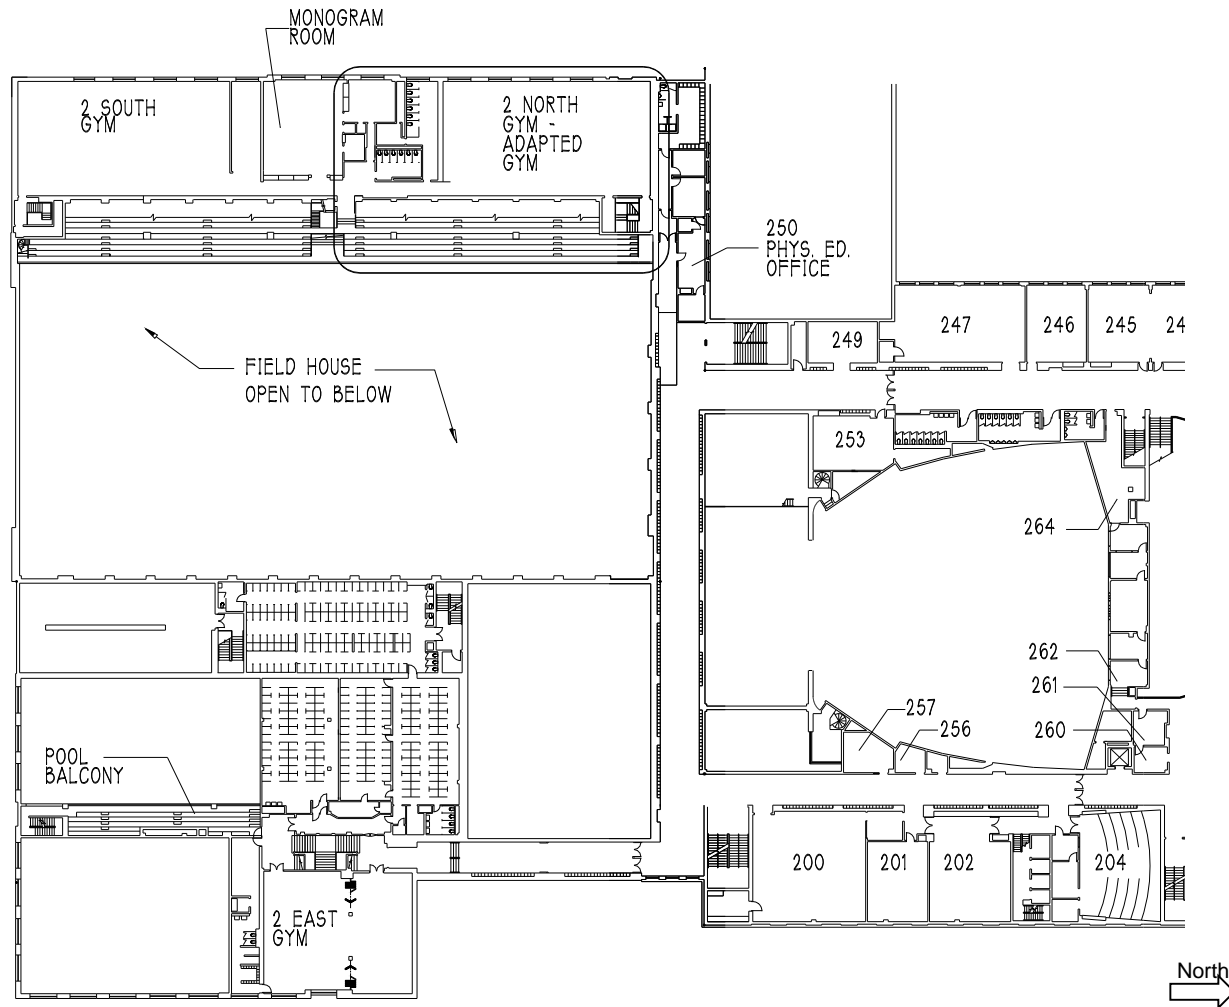 MONOGRAM
ROOM
2 SOUTH
GYM
2 NORTH
GYM -
ADAPTED
GYM
250
PHYS. ED.
OFFICE
249
247
246
245
24
FIELD HOUSE
OPEN TO BELOW
253
264
262
261
260
257
256
POOL
BALCONY
200
201
202
204
2 EAST
GYM
North